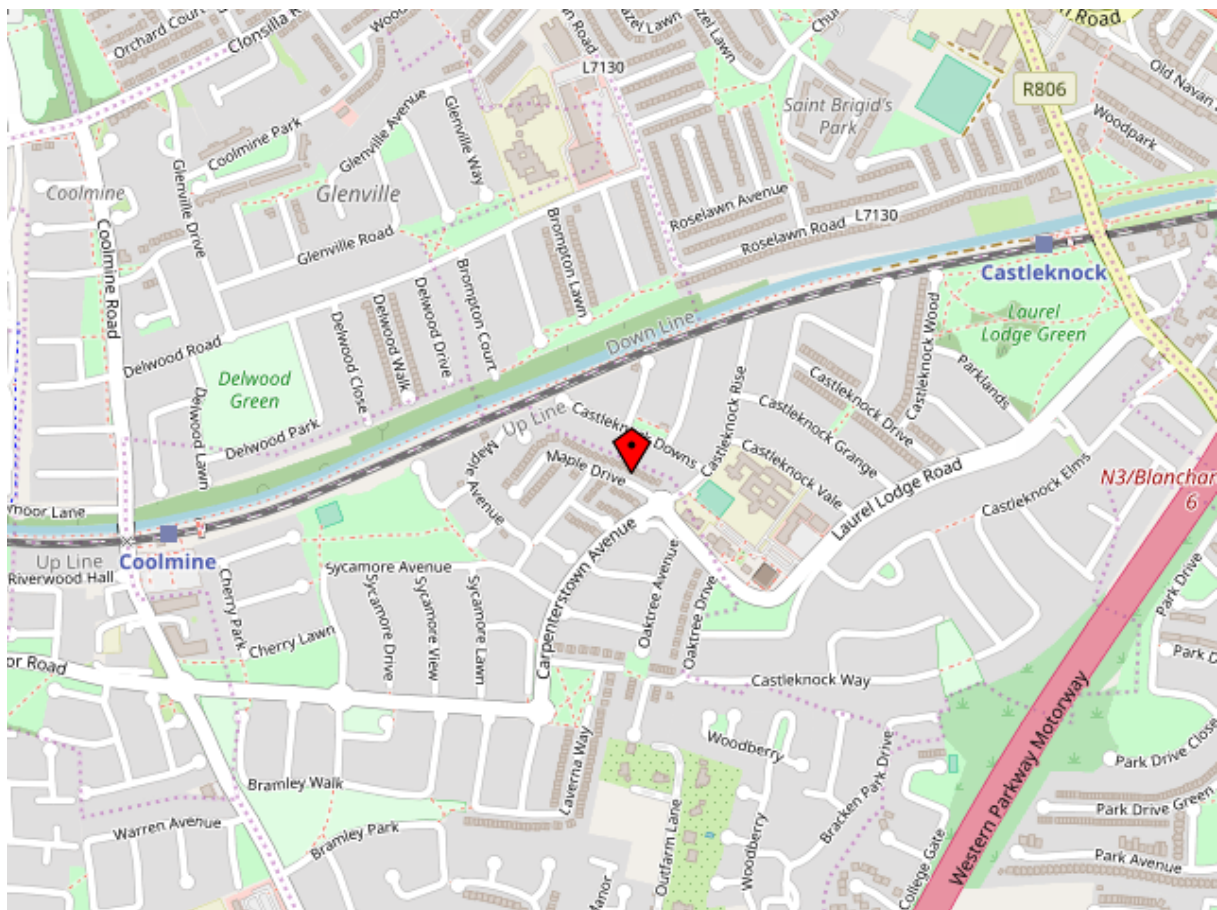 Orchard Court
Clonsilla Road
L7130
Road
R806
Old Navan
Woodpark
Saint Brigid's
Park
Coolmine Park
Glenville Avenue
Glenville Way
Coolmine
Glenville
Glenville Drive
Coolmine Road
Glenville Road
Brompton Lawn
Roselawn Avenue
L7130
Roselawn Road
Castleknock
Laurel
Lodge Green
Brompton Court
Delwood Drive
Delwood Walk
Delwood Close
Down Line
Delwood Road
Delwood
Green
Delwood Lawn
Delwood Park
Up Line
Castleknock Wood
Parklands
Castleknock Drive
Castleknock Rise
Castleknock Grange
Castleknock Downs
Castleknock Vale
Maple Drive
Maple Avenue
Laurel Lodge Road
Castleknock Elms
N3/Blanchar
6
Up Line
Coolmine
Riverwood Hall
Cherry Park
Cherry Lawn
Sycamore Avenue
Sycamore Drive
Sycamore View
Sycamore Lawn
Carpenterstown Avenue
Oaktree Avenue
Oaktree Drive
Park Drive
Park D
or Road
Castleknock Way
Western Parkway Motorway
Woodberry
Bracken Park Drive
Park Drive Close
Laverna Way
Bramley Walk
Warren Avenue
Bramley Park
Outfarm Lane
Woodberry
College Gate
Park Drive Green
Park Avenue
Manor